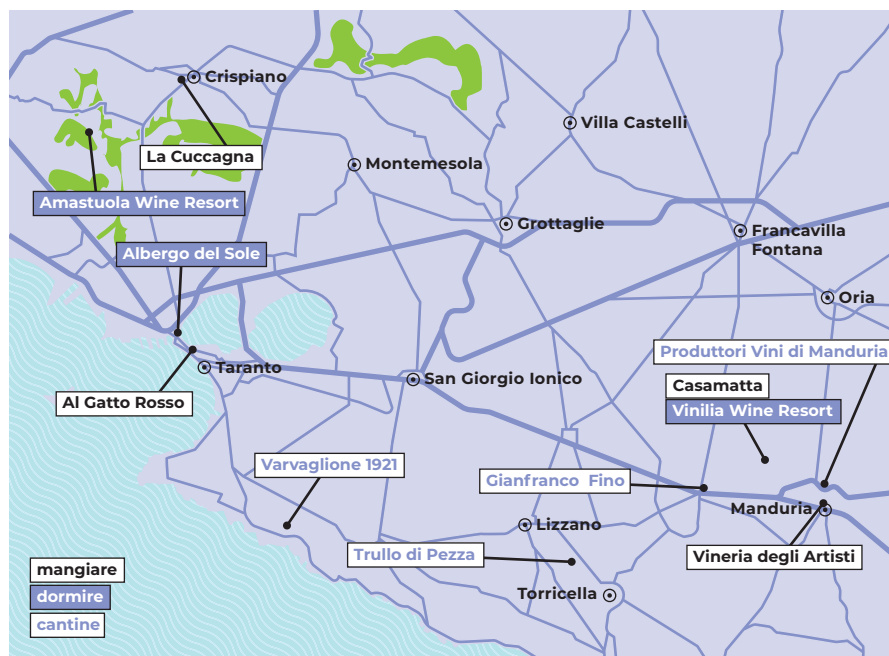 Crispiano
La Cuccagna
Villa Castelli
Montemesola
Amastuola Wine Resort
Grottaglie
Francavilla
Fontana
Albergo del Sole
Oria
Produttori Vini di Manduria
Taranto
San Giorgio Ionico
Casamatta
Al Gatto Rosso
Vinilia Wine Resort
Varvaglione 1921
Gianfranco Fino
Manduria
Lizzano
Trullo di Pezza
Vineria degli Artisti
mangiare
dormire
Torricella
cantine